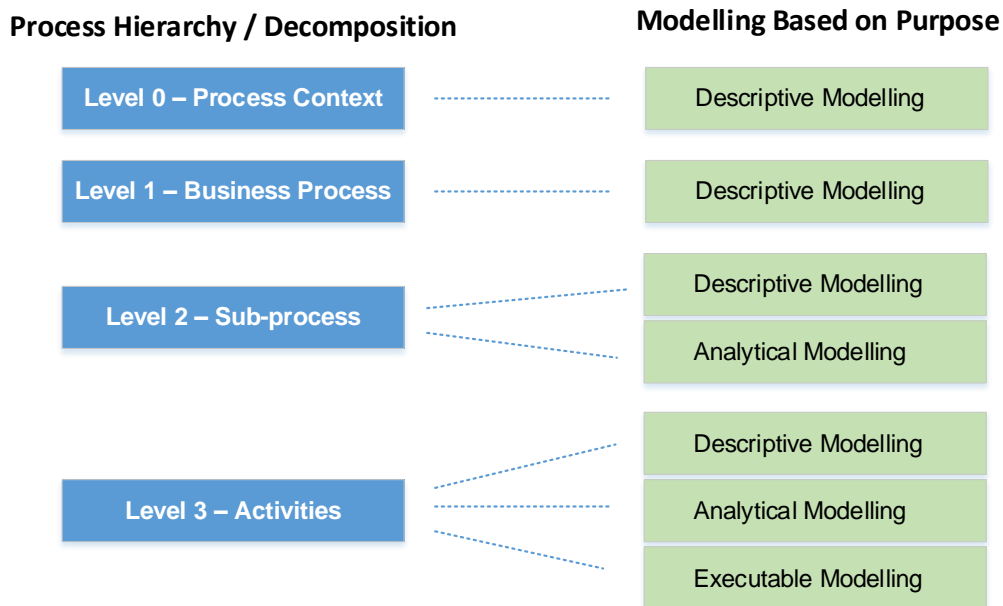 Process Hierarchy / Decomposition
Modelling Based on Purpose
Level 0 – Process Context
Descriptive Modelling
Level 1 – Business Process
Descriptive Modelling
Level 2 – Sub-process
Descriptive Modelling
Analytical Modelling
Level 3 – Activities
Descriptive Modelling
Analytical Modelling
Executable Modelling